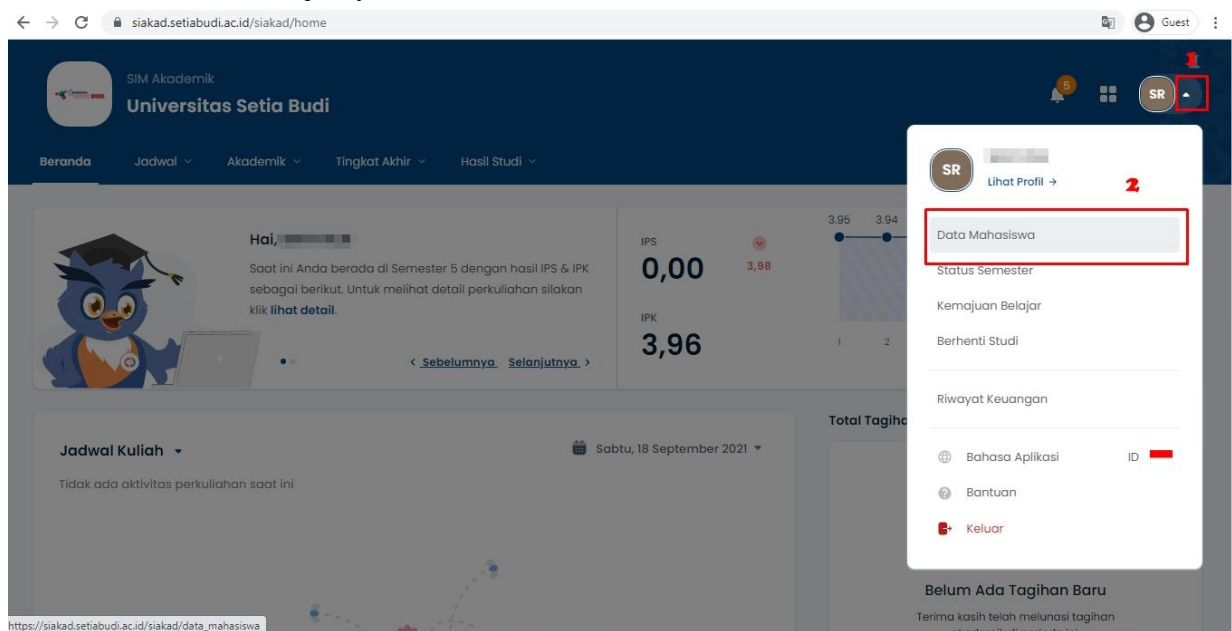 siakad.setiabudi.ac.id/siakad/home
Guest
1
SIM Akademik
Universitas Setia Budi
5
SR
Beranda Jadwal Akademik Tingkat Akhir Hasil Studi
SR
Lihat Profil →
2
Hai,
Saat ini Anda berada di Semester 5 dengan hasil IPS & IPK
sebagai berikut. Untuk melihat detail perkuliahan silakan
klik lihat detail.
< Sebelumnya Selanjutnya >
IPS
0,00 3,98
IPK
3,96
3.95 3.94
1 2
Data Mahasiswa
Status Semester
Kemajuan Belajar
Berhenti Studi
Riwayat Keuangan
Bahasa Aplikasi ID
Bantuan
Keluar
Jadwal Kuliah
Sabtu, 18 September 2021
Tidak ada aktivitas perkuliahan saat ini
Total Tagiha
Belum Ada Tagihan Baru
Terima kasih telah melunasi tagihan
https://siakad.setiabudi.ac.id/siakad/data_mahasiswa